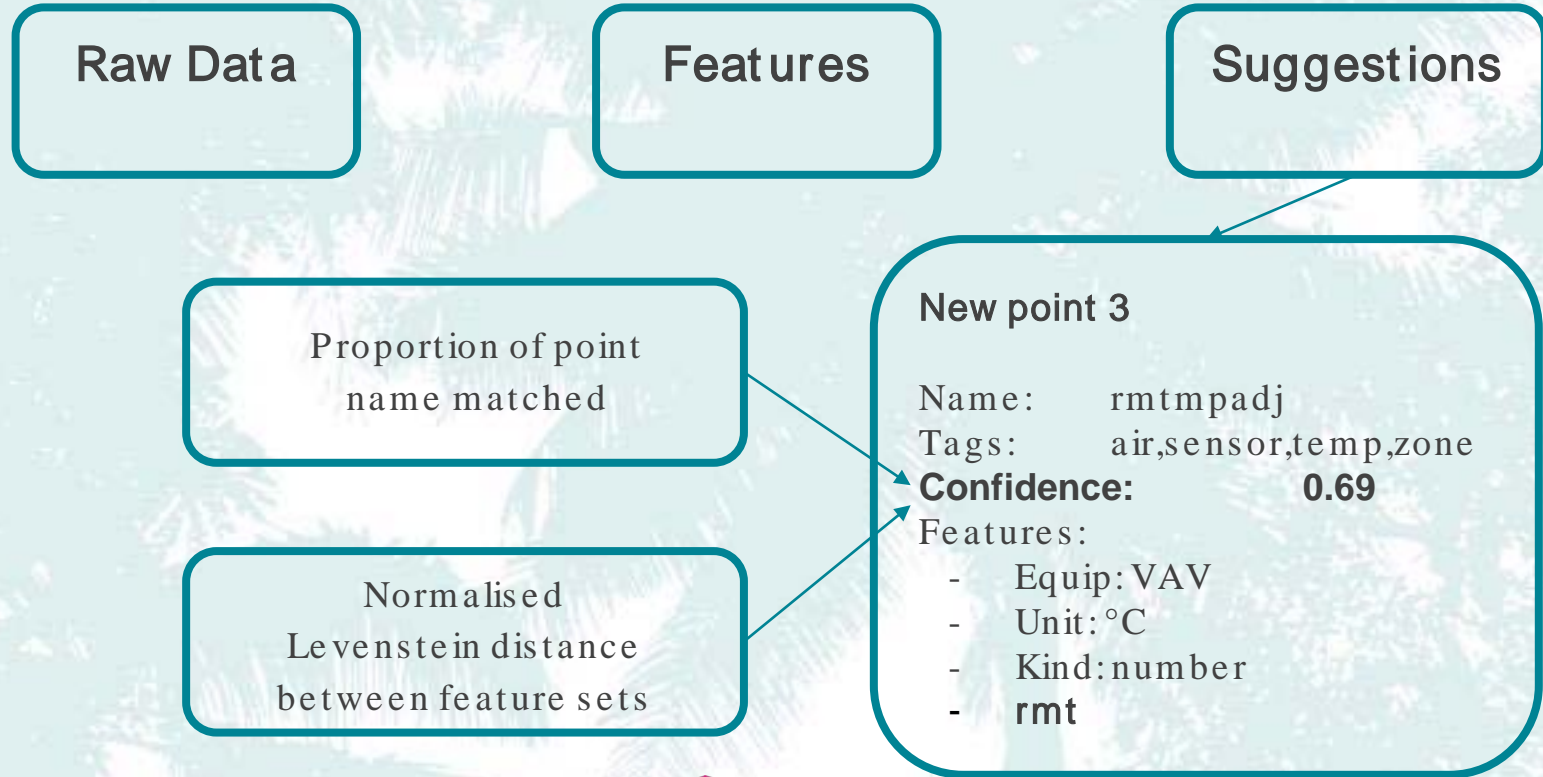 Raw Data
Features
Suggestions
Proportion of point
name matched
Normalised
Levenstein distance
between feature sets
New point 3
Name: rmtmpadj
Tags: air,sensor,temp,zone
Confidence: 0.69
Features:
- Equip: VAV
- Unit: °C
- Kind: number
- rmt